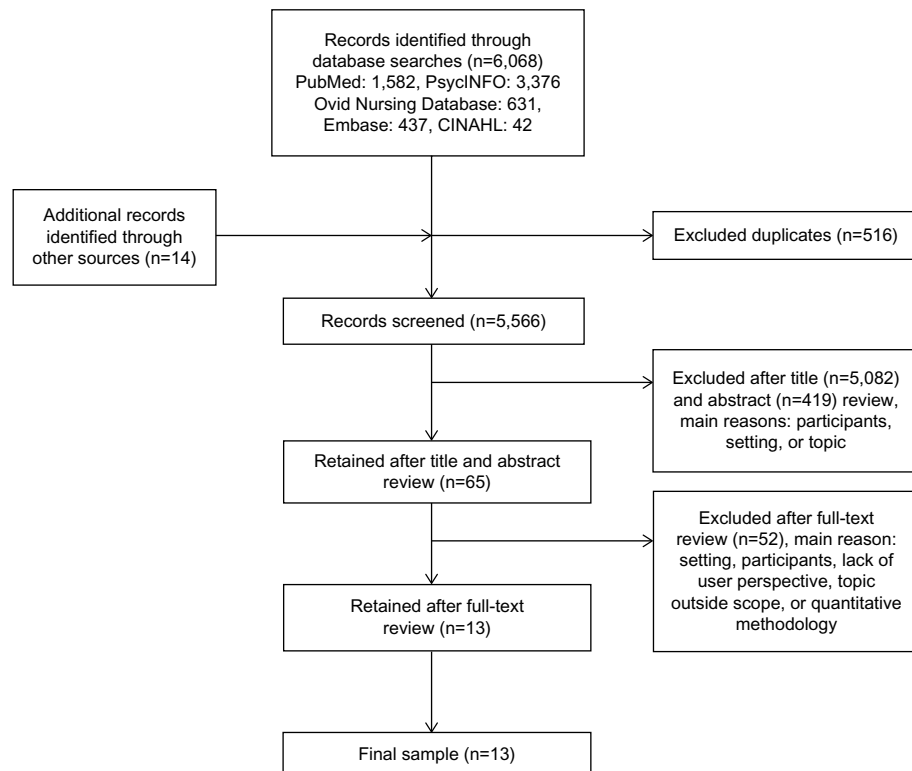 Records identified through
database searches (n=6,068)
PubMed: 1,582, PsycINFO: 3,376
Ovid Nursing Database: 631,
Embase: 437, CINAHL: 42
Additional records
identified through
other sources (n=14)
Excluded duplicates (n=516)
Records screened (n=5,566)
Excluded after title (n=5,082)
and abstract (n=419) review,
main reasons: participants,
setting, or topic
Retained after title and abstract
review (n=65)
Excluded after full-text
review (n=52), main reason:
setting, participants, lack of
user perspective, topic
outside scope, or quantitative
methodology
Retained after full-text
review (n=13)
Final sample (n=13)